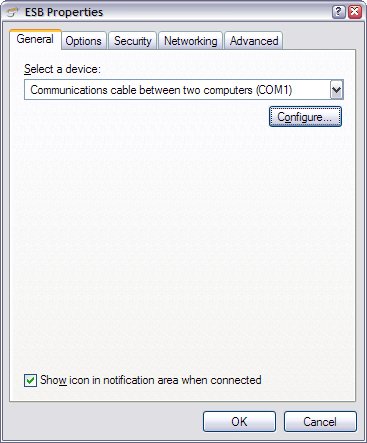 ESB Properties
General Options Security Networking Advanced
Select a device:
Communications cable between two computers (COM1)
Configure...
Show icon in notification area when connected
OK Cancel